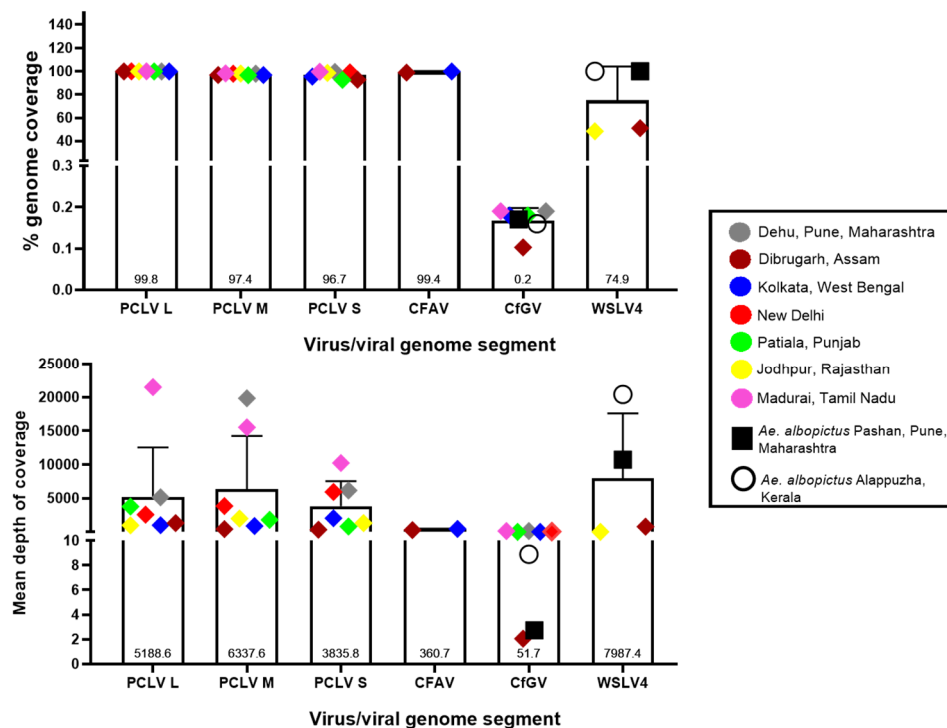 140
120
100
80
60
40
0.3
0.2
0.1
0.0
% genome coverage
99.8
97.4
96.7
99.4
0.2
74.9
PCLV L
PCLV M
PCLV S
CFAV
CfGV
WSLV4
Virus/viral genome segment
25000
20000
15000
10000
5000
10
8
6
4
2
0
Mean depth of coverage
5188.6
6337.6
3835.8
360.7
51.7
7987.4
PCLV L
PCLV M
PCLV S
CFAV
CfGV
WSLV4
Virus/viral genome segment
Dehu, Pune, Maharashtra
Dibrugarh, Assam
Kolkata, West Bengal
New Delhi
Patiala, Punjab
Jodhpur, Rajasthan
Madurai, Tamil Nadu
Ae. albopictus Pashan, Pune,
Maharashtra
Ae. albopictus Alappuzha,
Kerala